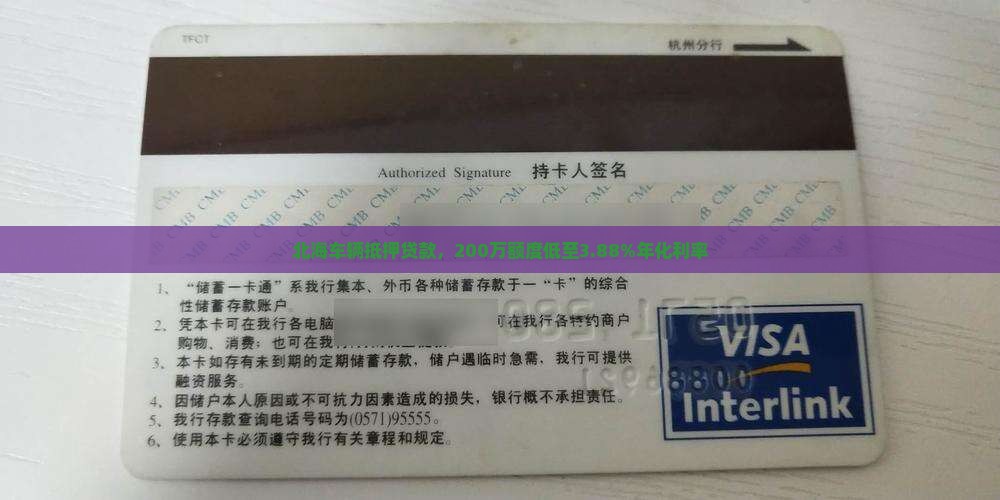 TFCT
杭州分行
Authorized Signature 持卡人签名
CMB CMB CMB CMB CMB CMB
北海车辆抵押贷款，200万额度低至3.88%年化利率
1、“储蓄一卡通”系我行集本、外币各种储蓄存款于一“卡”的综合
性储蓄存款账户
2、凭本卡可在我行各电脑 可在我行各特约商户
购物、消费；也可在我
3、本卡如存有未到期的定期储蓄存款，储户遇临时急需，我行可提供
融资服务。
4、因储户本人原因或不可抗力因素造成的损失，银行概不承担责任。
5、我行存款查询电话号码为(0571)95555。
6、使用本卡必须遵守我行有关章程和规定。
VISA
Interlink